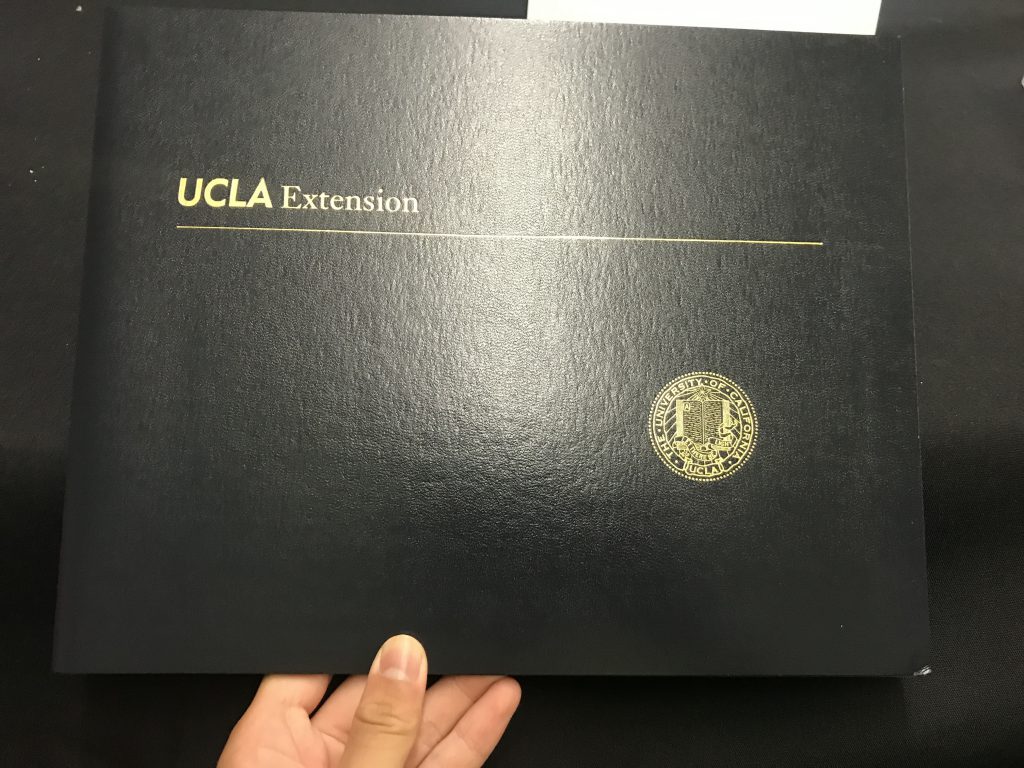 UCLA Extension
THE UNIVERSITY OF CALIFORNIA
UCLA